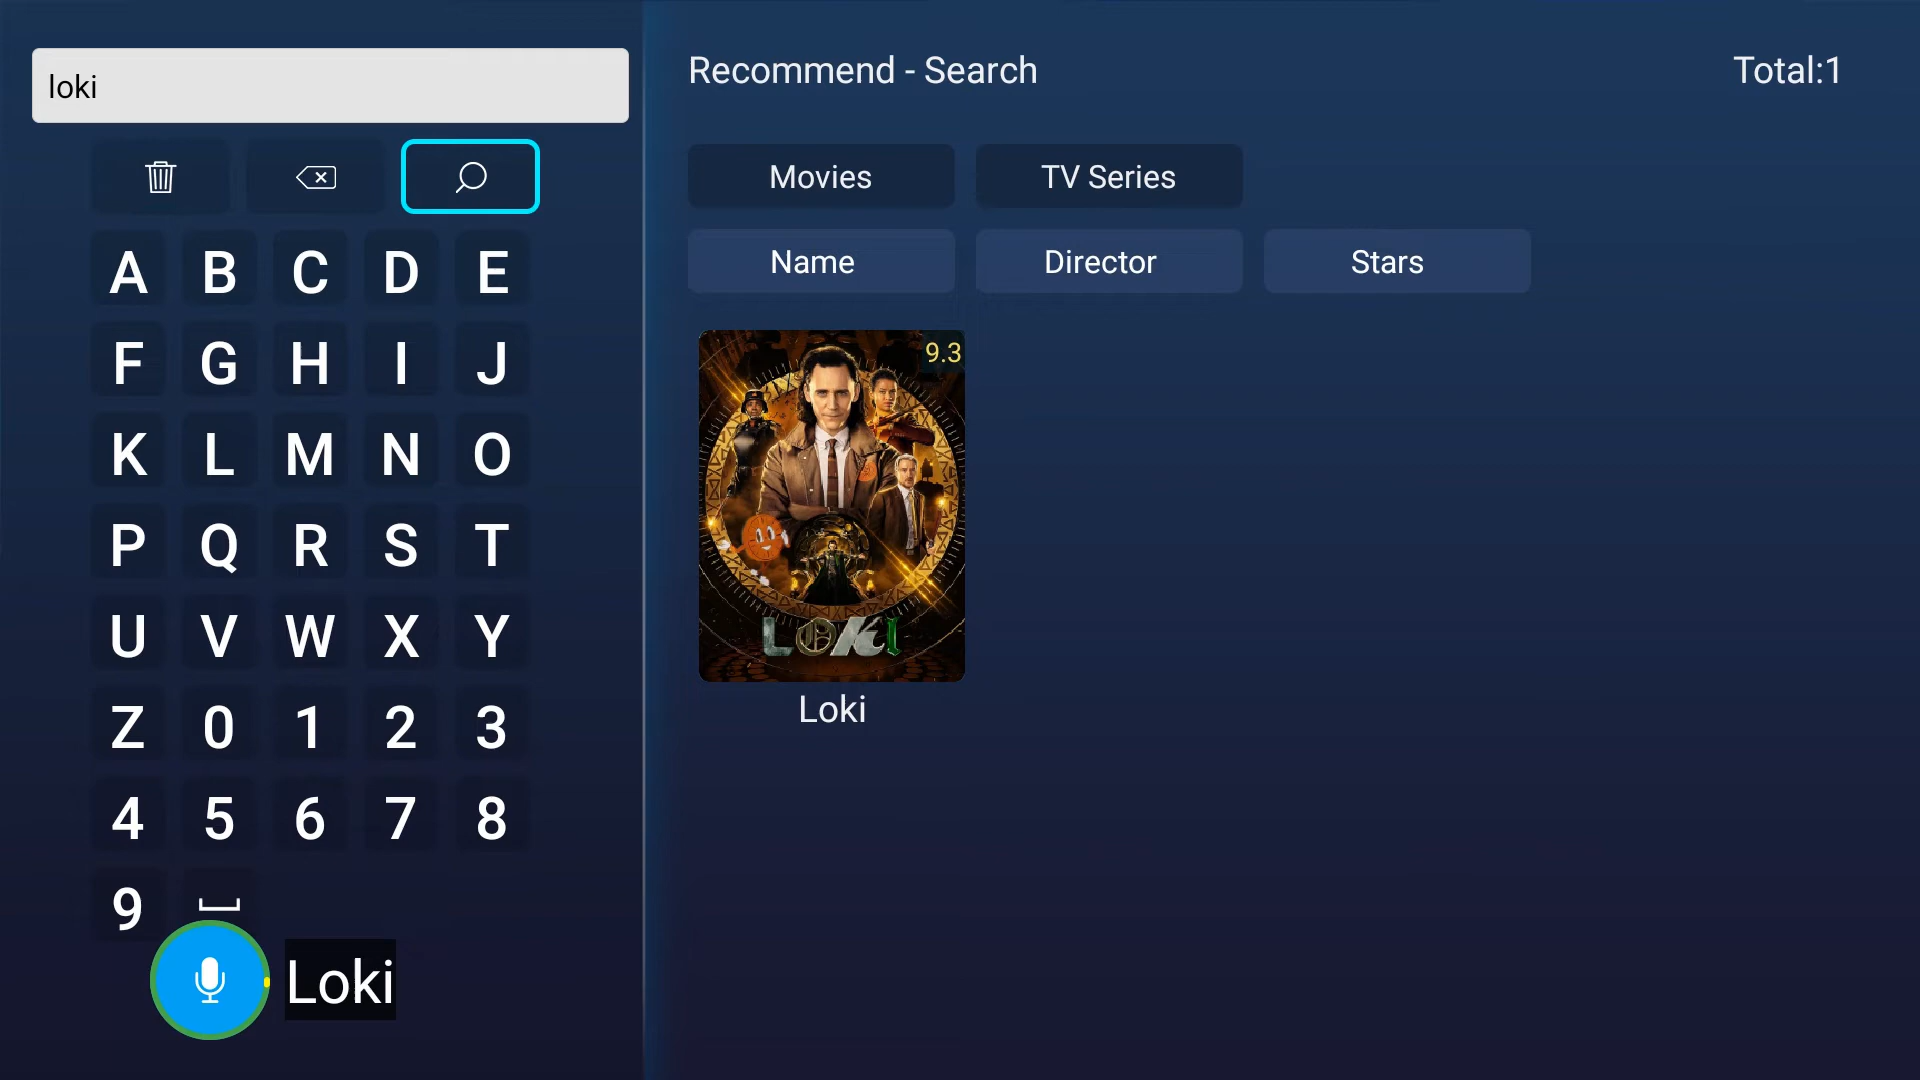 loki
A B C D E
F G H I J
K L M N O
P Q R S T
U V W X Y
Z 0 1 2 3
4 5 6 7 8
9
Loki
Recommend - Search
Total:1
Movies TV Series
Name Director Stars
9.3
LOKI
Loki